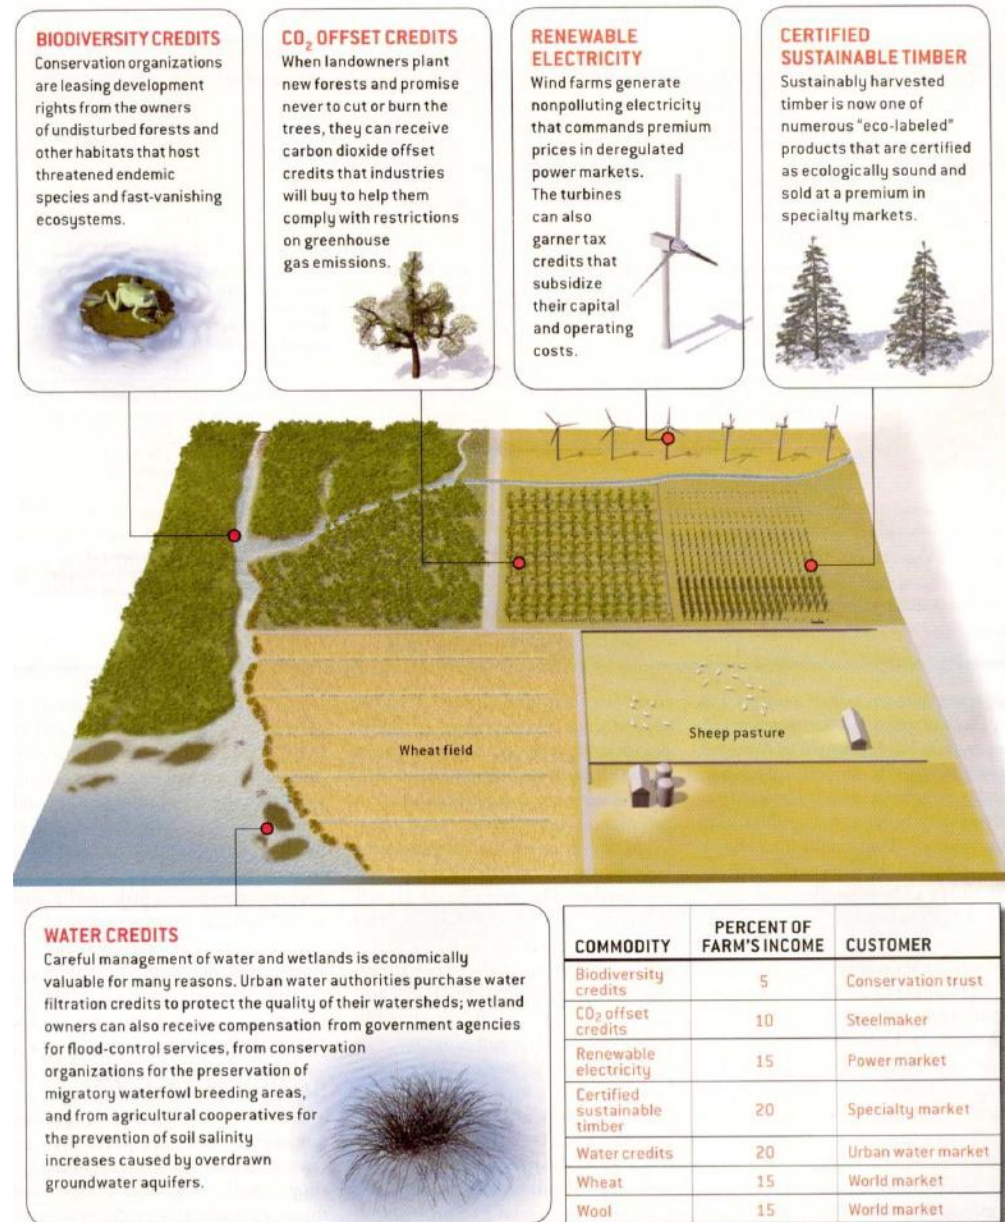 BIODIVERSITY CREDITS
Conservation organizations
are leasing development
rights from the owners
of undisturbed forests and
other habitats that host
threatened endemic
species and fast-vanishing
ecosystems.
CO₂ OFFSET CREDITS
When landowners plant
new forests and promise
never to cut or burn the
trees, they can receive
carbon dioxide offset
credits that industries
will buy to help them
comply with restrictions
on greenhouse
gas emissions.
RENEWABLE
ELECTRICITY
Wind farms generate
nonpolluting electricity
that commands premium
prices in deregulated
power markets.
The turbines
can also
garner tax
credits that
subsidize
their capital
and operating
costs.
CERTIFIED
SUSTAINABLE TIMBER
Sustainably harvested
timber is now one of
numerous "eco-labeled"
products that are certified
as ecologically sound and
sold at a premium in
specialty markets.
Wheat field
Sheep pasture
WATER CREDITS
Careful management of water and wetlands is economically
valuable for many reasons. Urban water authorities purchase water
filtration credits to protect the quality of their watersheds; wetland
owners can also receive compensation from government agencies
for flood-control services, from conservation
organizations for the preservation of
migratory waterfowl breeding areas,
and from agricultural cooperatives for
the prevention of soil salinity
increases caused by overdrawn
groundwater aquifers.
COMMODITY PERCENT OF FARM'S INCOME CUSTOMER
Biodiversity credits 5 Conservation trust
CO₂ offset credits 10 Steelmaker
Renewable electricity 15 Power market
Certified sustainable timber 20 Specialty market
Water credits 20 Urban water market
Wheat 15 World market
Wool 15 World market